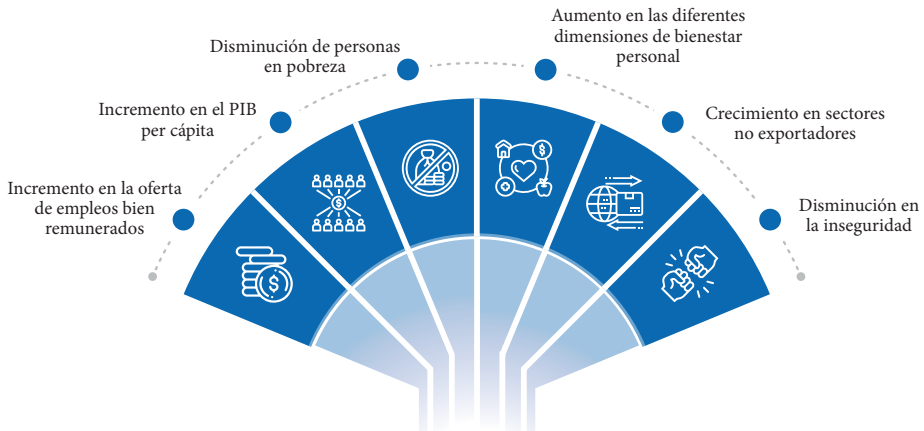 Incremento en la oferta
de empleos bien
remunerados
Incremento en el PIB
per cápita
Disminución de personas
en pobreza
Aumento en las diferentes
dimensiones de bienestar
personal
Crecimiento en sectores
no exportadores
Disminución en
la inseguridad